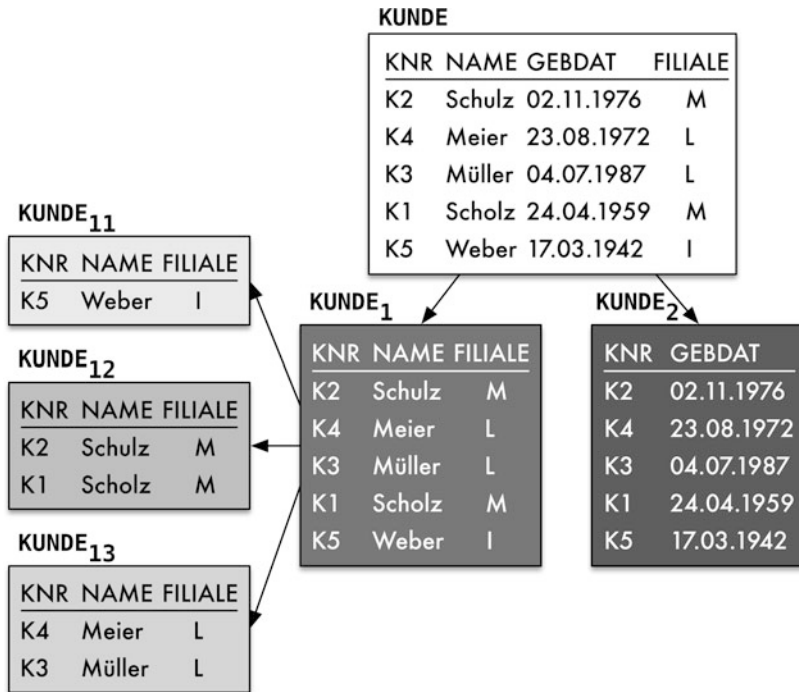 KUNDE
KNR NAME GEBDAT FILIALE
K2 Schulz 02.11.1976 M
K4 Meier 23.08.1972 L
K3 Müller 04.07.1987 L
K1 Scholz 24.04.1959 M
K5 Weber 17.03.1942 I
KUNDE11
KNR NAME FILIALE
K5 Weber I
KUNDE12
KNR NAME FILIALE
K2 Schulz M
K1 Scholz M
KUNDE13
KNR NAME FILIALE
K4 Meier L
K3 Müller L
KUNDE1
KNR NAME FILIALE
K2 Schulz M
K4 Meier L
K3 Müller L
K1 Scholz M
K5 Weber I
KUNDE2
KNR GEBDAT
K2 02.11.1976
K4 23.08.1972
K3 04.07.1987
K1 24.04.1959
K5 17.03.1942